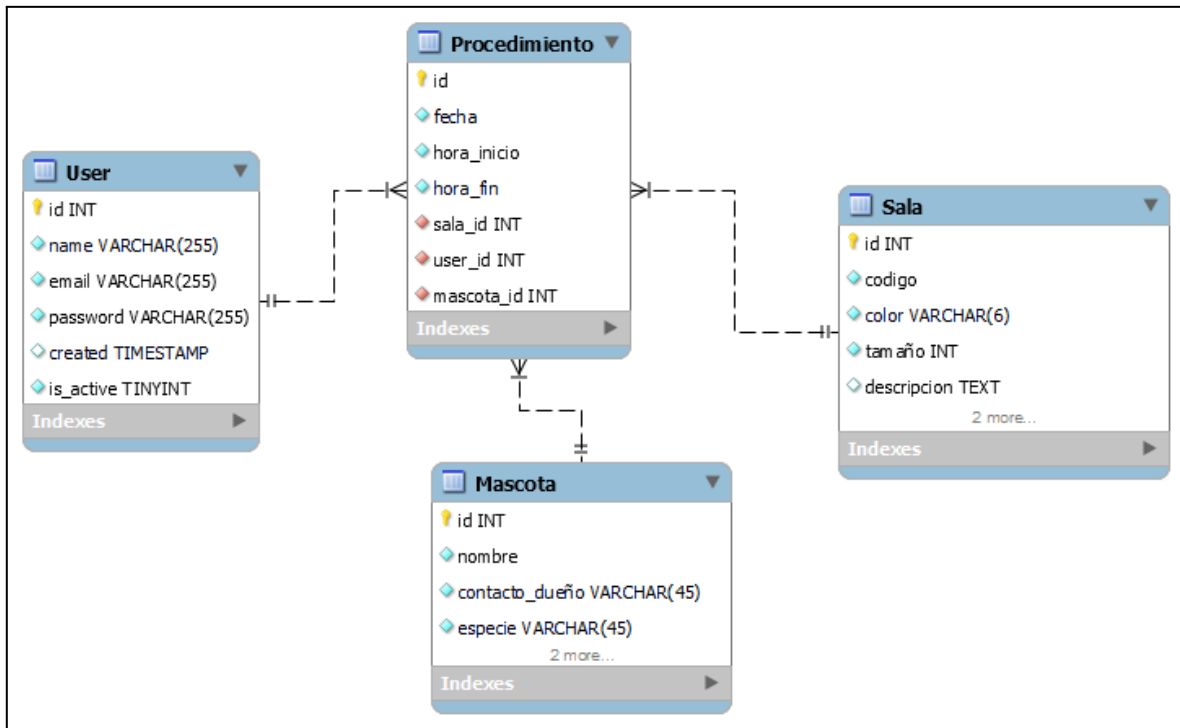 Procedimiento
id
fecha
hora_inicio
hora_fin
sala_id INT
user_id INT
mascota_id INT
Indexes
User
id INT
name VARCHAR(255)
email VARCHAR(255)
password VARCHAR(255)
created TIMESTAMP
is_active TINYINT
Indexes
Sala
id INT
codigo
color VARCHAR(6)
tamaño INT
descripcion TEXT
2 more...
Indexes
Mascota
id INT
nombre
contacto_dueño VARCHAR(45)
especie VARCHAR(45)
2 more...
Indexes